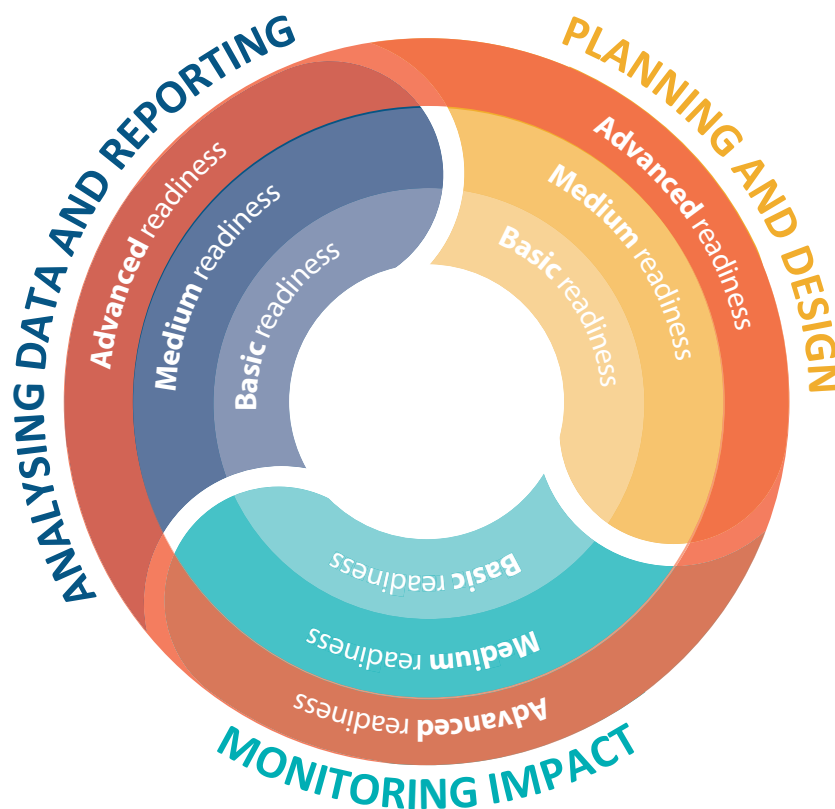 PLANNING AND DESIGN
Advanced readiness
Medium readiness
Basic readiness
MONITORING IMPACT
Basic readiness
Medium readiness
Advanced readiness
ANALYSING DATA AND REPORTING
Advanced readiness
Medium readiness
Basic readiness